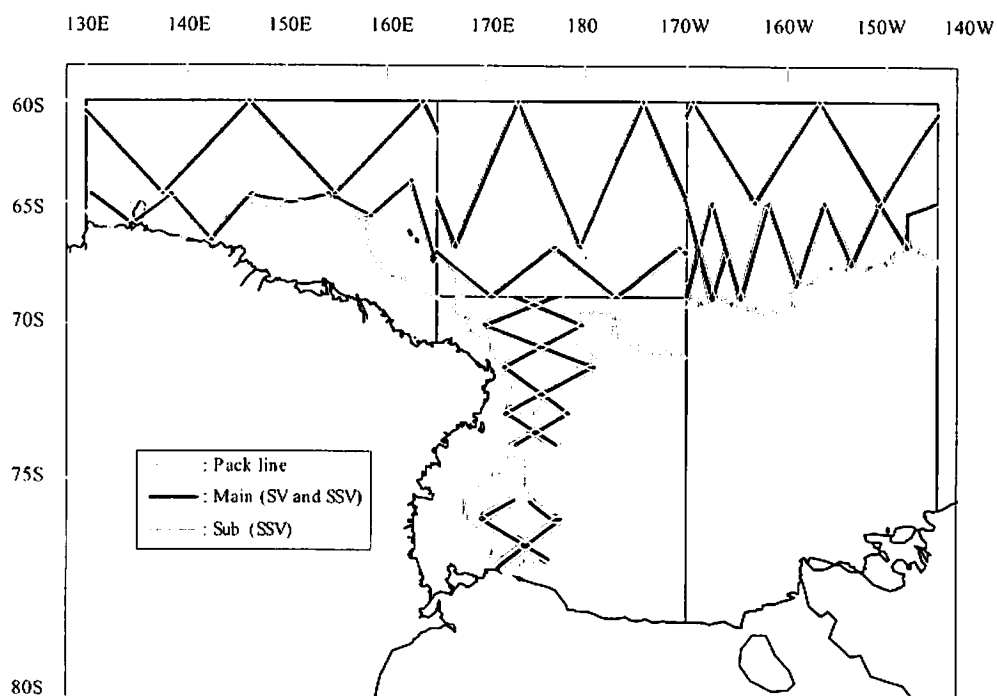 130E 140E 150E 160E 170E 180 170W 160W 150W 140W
60S
65S
70S
75S
80S
: Pack line
: Main (SV and SSV)
: Sub (SSV)